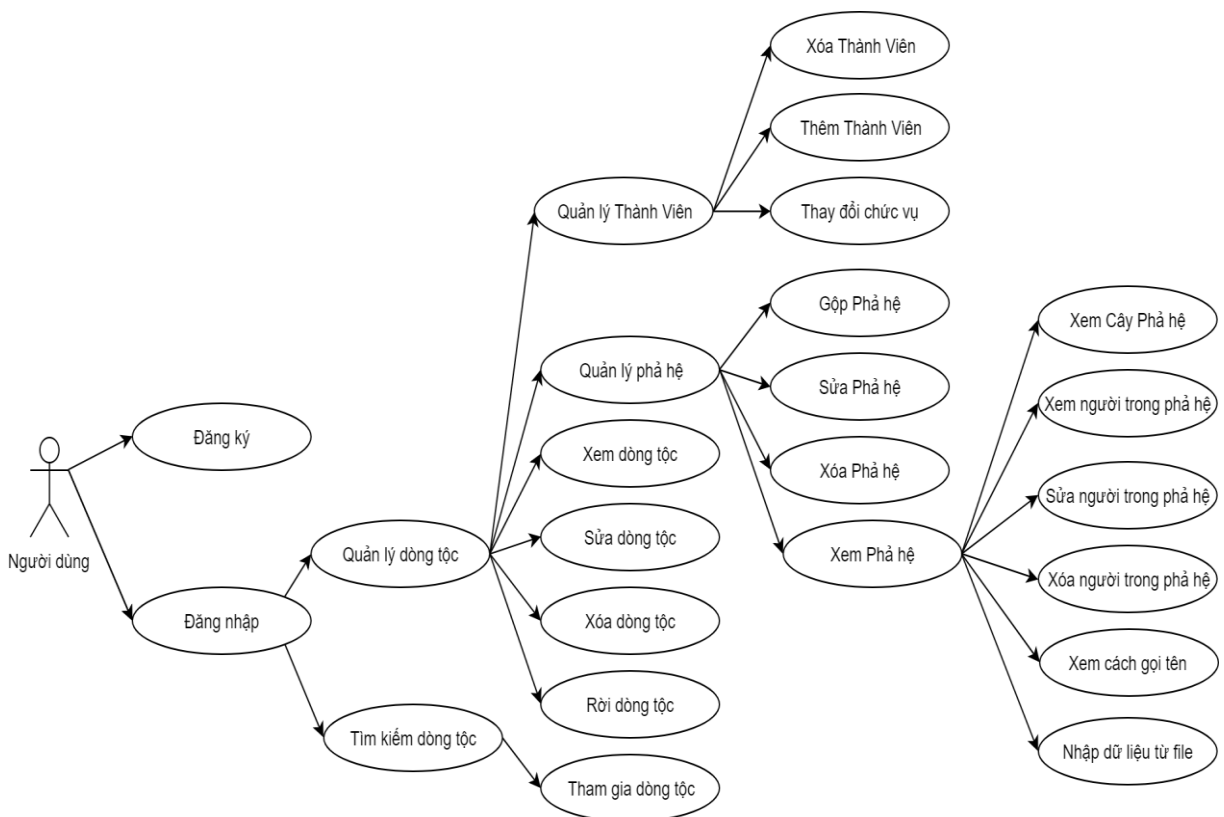 Xóa Thành Viên
Thêm Thành Viên
Quản lý Thành Viên
Thay đổi chức vụ
Gộp Phả hệ
Xem Cây Phả hệ
Quản lý phả hệ
Sửa Phả hệ
Xem người trong phả hệ
Đăng ký
Xem dòng tộc
Xóa Phả hệ
Sửa người trong phả hệ
Người dùng
Quản lý dòng tộc
Sửa dòng tộc
Xem Phả hệ
Xóa người trong phả hệ
Đăng nhập
Xóa dòng tộc
Xem cách gọi tên
Rời dòng tộc
Tìm kiếm dòng tộc
Nhập dữ liệu từ file
Tham gia dòng tộc